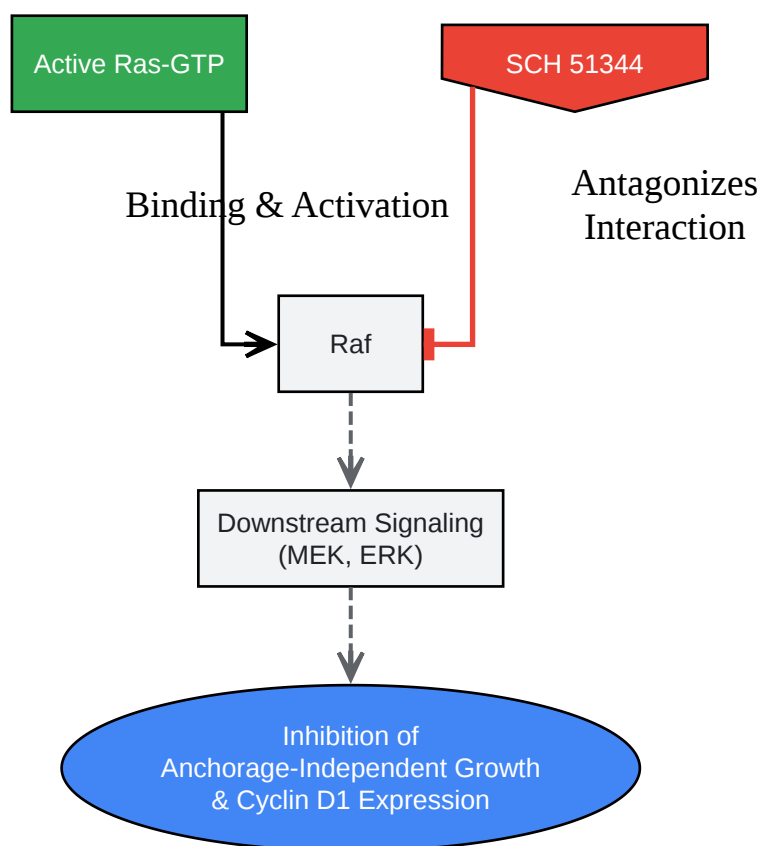 Active Ras-GTP
SCH 51344
Binding & Activation
Antagonizes
Interaction
Raf
Downstream Signaling
(MEK, ERK)
Inhibition of
Anchorage-Independent Growth
& Cyclin D1 Expression